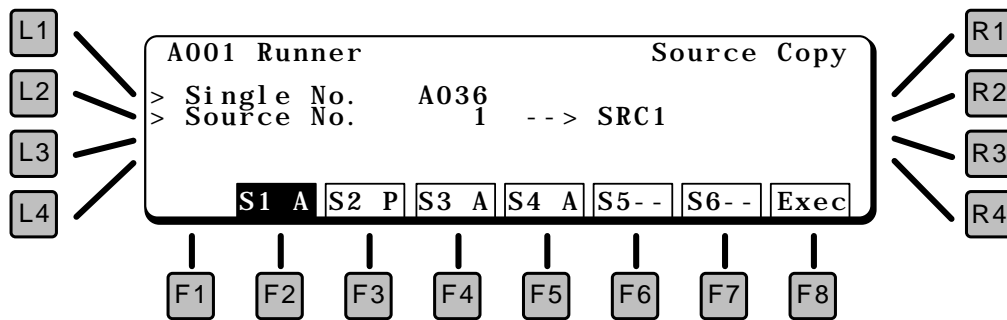 L1
L2
L3
L4
A001 Runner Source Copy
> Single No. A036
> Source No. 1 --> SRC1
S1 A S2 P S3 A S4 A S5-- S6-- Exec
R1
R2
R3
R4
F1 F2 F3 F4 F5 F6 F7 F8